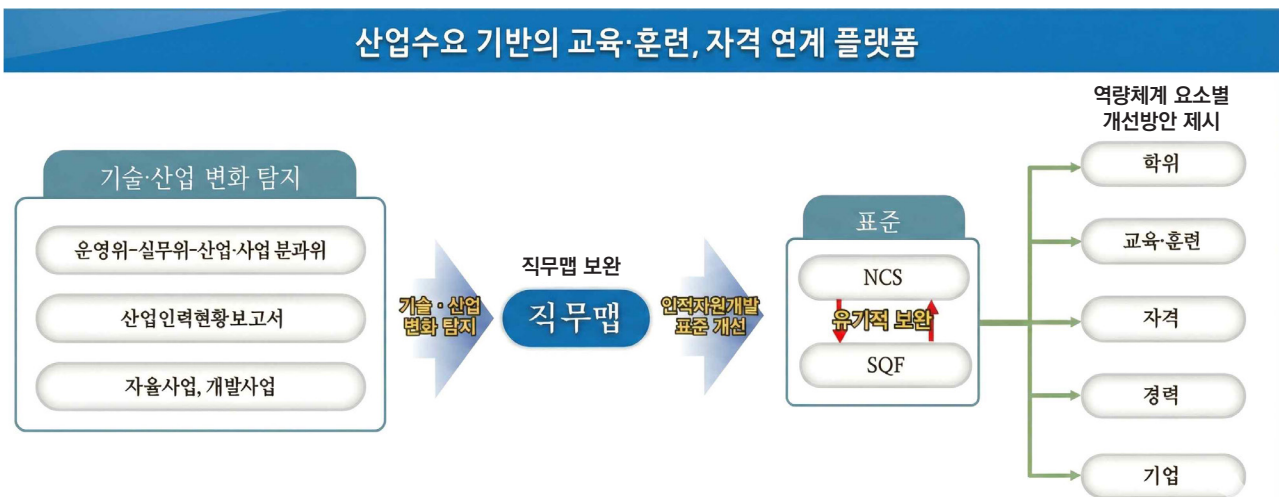 산업수요 기반의 교육·훈련, 자격 연계 플랫폼
기술·산업 변화 탐지
운영위-실무위-산업·사업 분과위
산업인력현황보고서
자율사업, 개발사업
기술·산업
변화 탐지
직무맵 보완
직무맵
인적자원개발
표준 개선
표준
NCS
유기적 보완
SQF
역량체계 요소별
개선방안 제시
학위
교육·훈련
자격
경력
기업